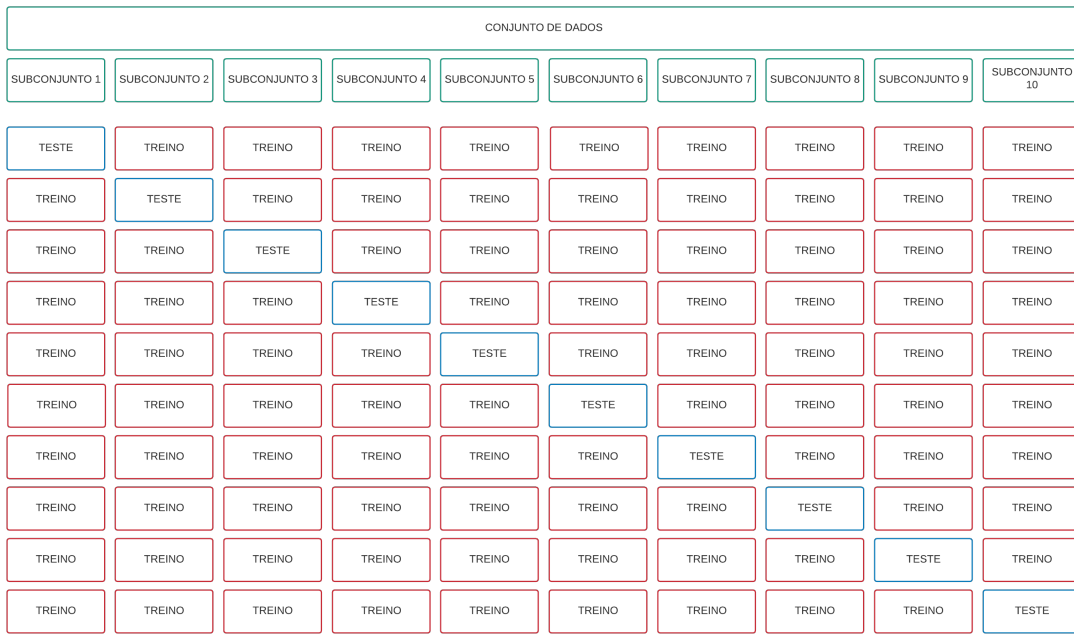 CONJUNTO DE DADOS
SUBCONJUNTO 1 SUBCONJUNTO 2 SUBCONJUNTO 3 SUBCONJUNTO 4 SUBCONJUNTO 5 SUBCONJUNTO 6 SUBCONJUNTO 7 SUBCONJUNTO 8 SUBCONJUNTO 9 SUBCONJUNTO
10
TESTE TREINO TREINO TREINO TREINO TREINO TREINO TREINO TREINO TREINO
TREINO TESTE TREINO TREINO TREINO TREINO TREINO TREINO TREINO TREINO
TREINO TREINO TESTE TREINO TREINO TREINO TREINO TREINO TREINO TREINO
TREINO TREINO TREINO TESTE TREINO TREINO TREINO TREINO TREINO TREINO
TREINO TREINO TREINO TREINO TESTE TREINO TREINO TREINO TREINO TREINO
TREINO TREINO TREINO TREINO TREINO TESTE TREINO TREINO TREINO TREINO
TREINO TREINO TREINO TREINO TREINO TREINO TESTE TREINO TREINO TREINO
TREINO TREINO TREINO TREINO TREINO TREINO TREINO TESTE TREINO TREINO
TREINO TREINO TREINO TREINO TREINO TREINO TREINO TREINO TESTE TREINO
TREINO TREINO TREINO TREINO TREINO TREINO TREINO TREINO TREINO TESTE